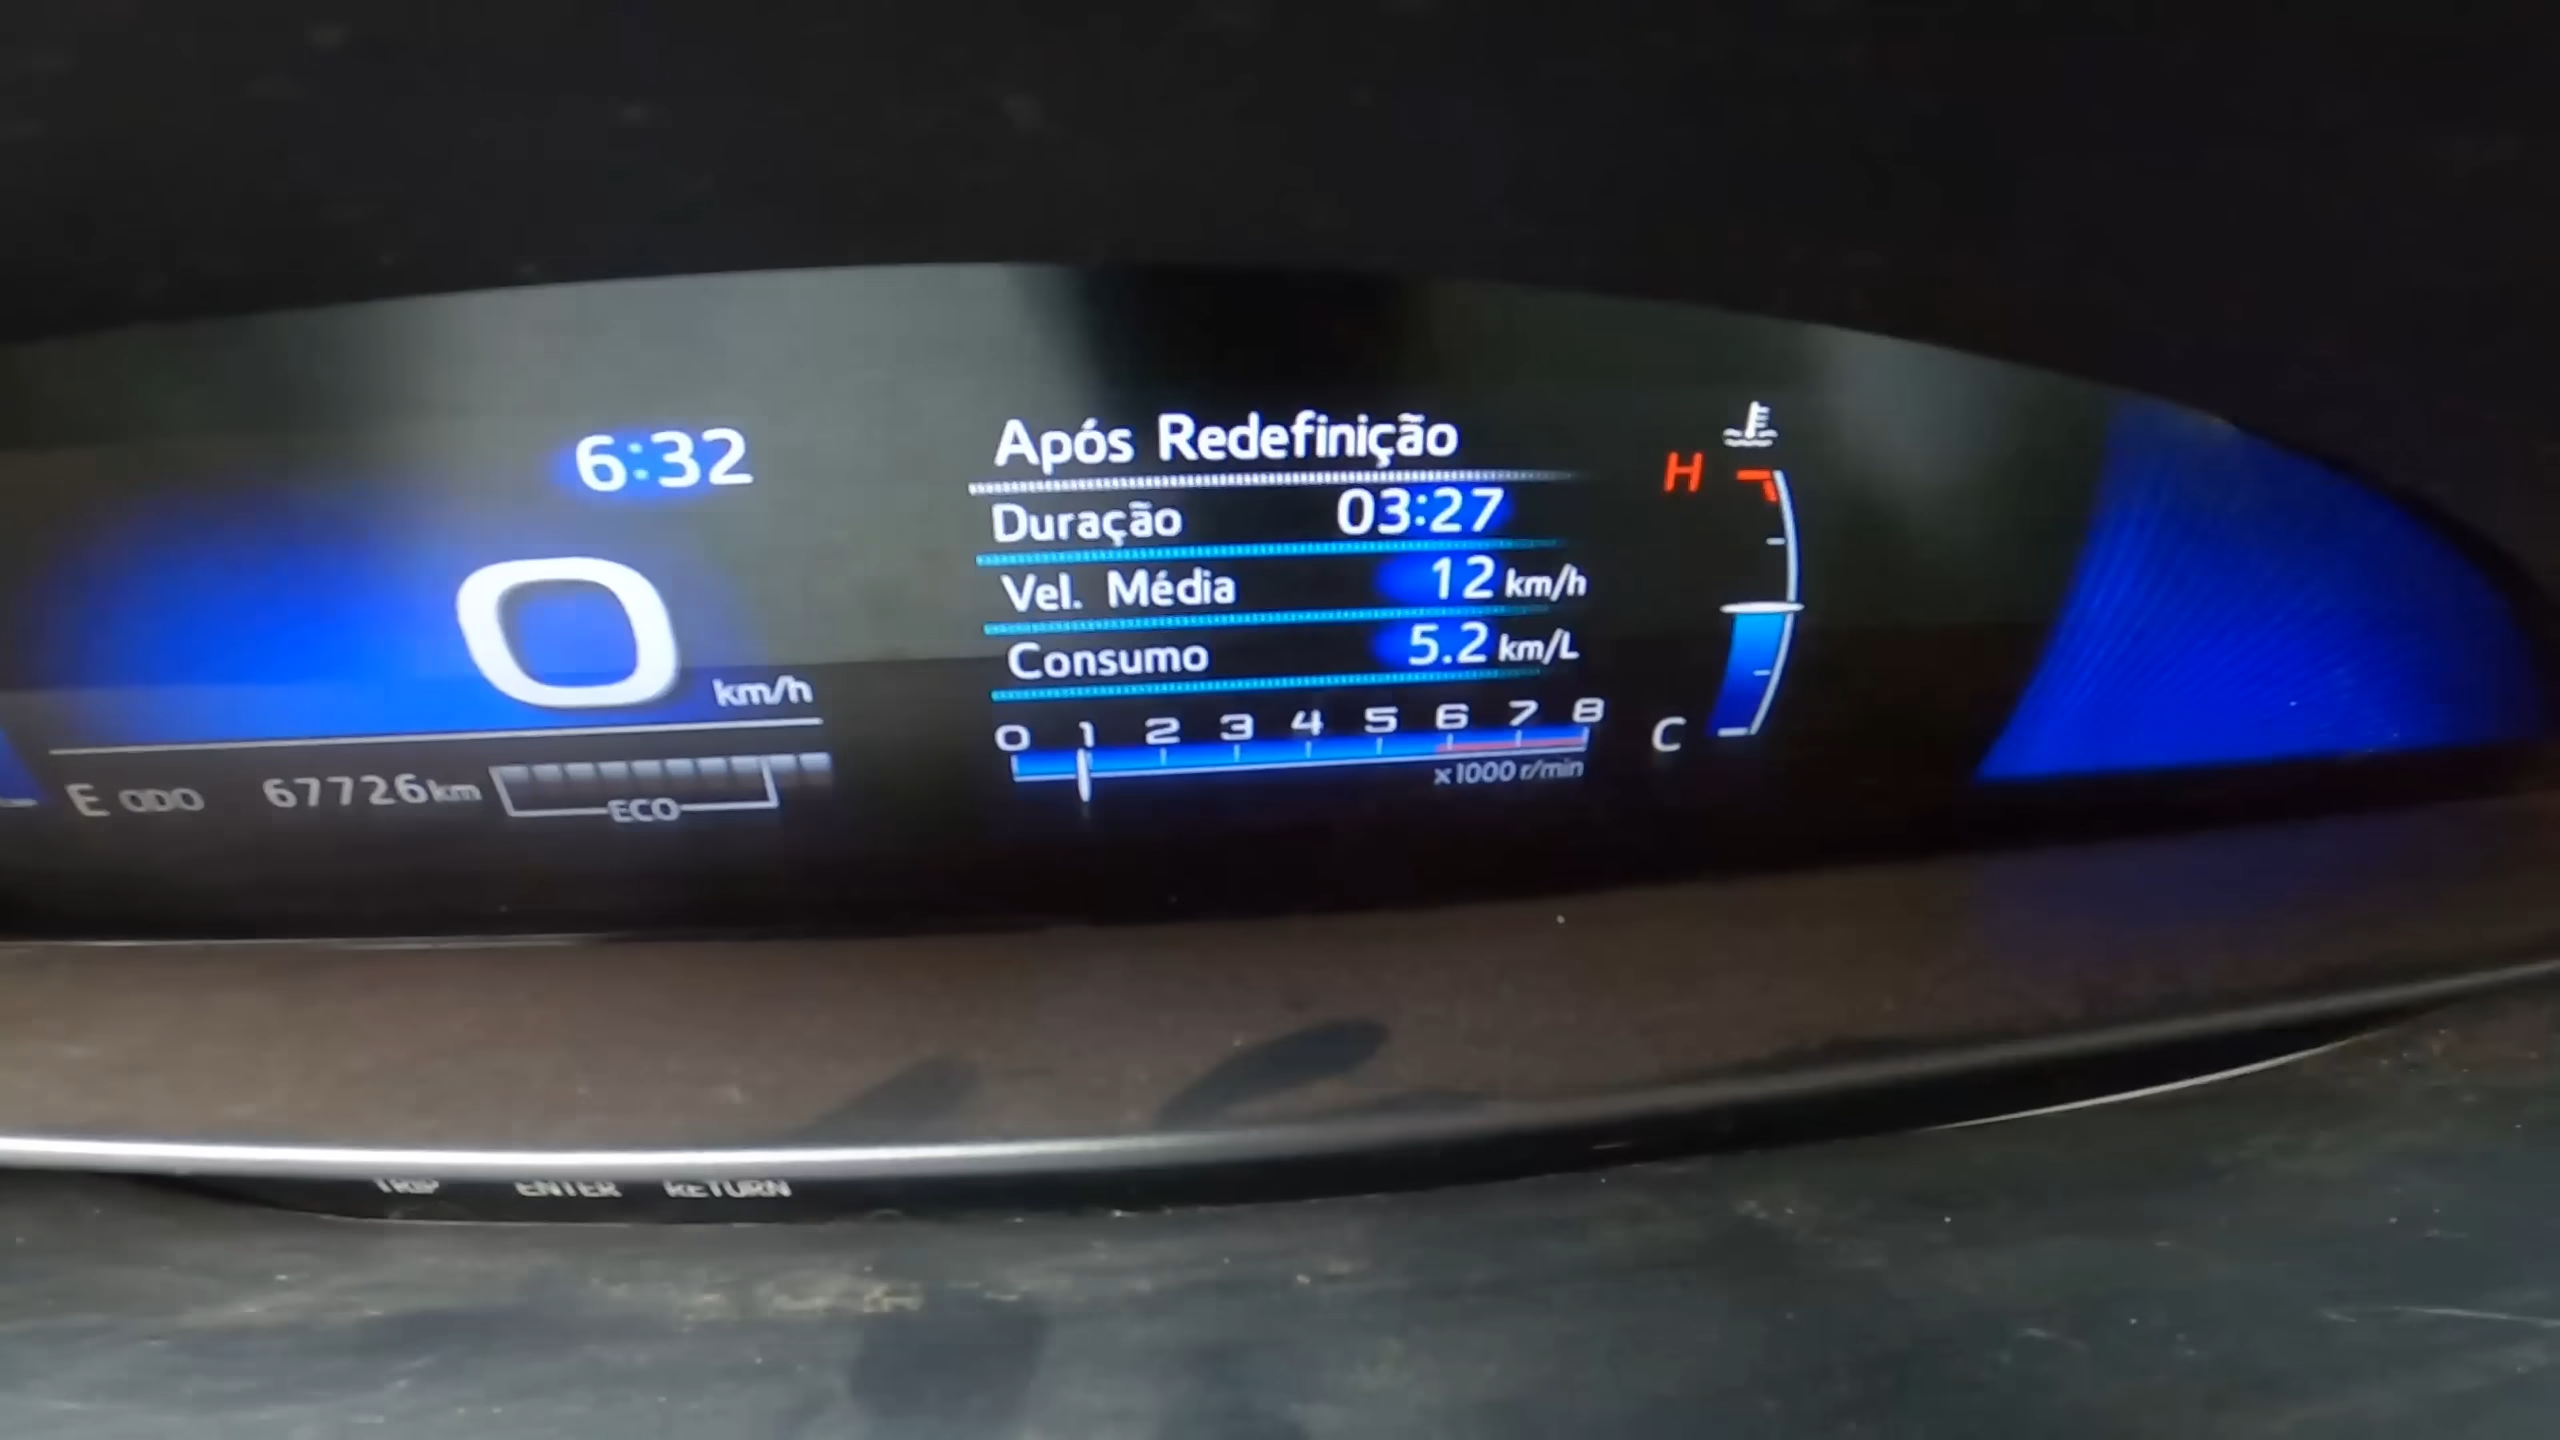 6:32
0 km/h
E ODO 67726km
ECO
Após Redefinição
Duração 03:27
Vel. Média 12 km/h
Consumo 5.2 km/L
0 1 2 3 4 5 6 7 8
x1000 r/min
H
C
TRIP ENTER RETURN